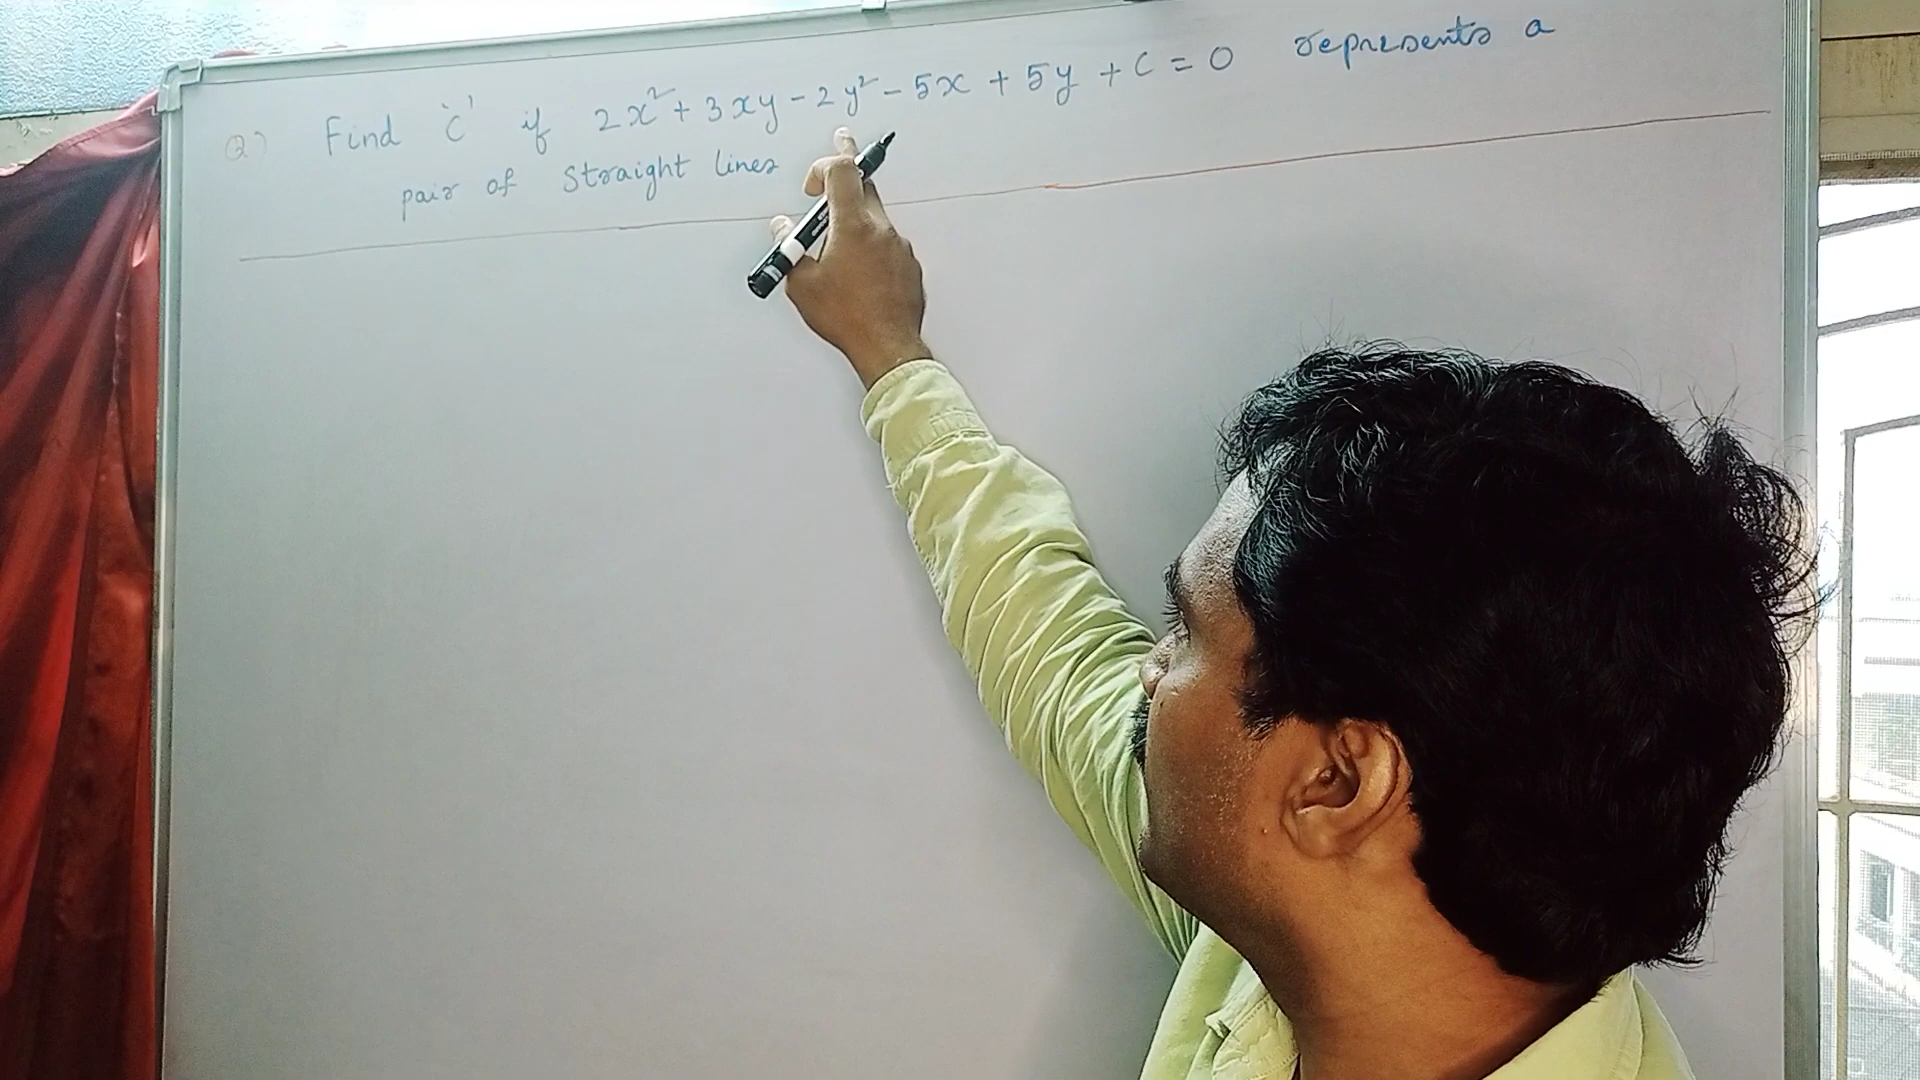 Q) Find 'c' if 2x² + 3xy - 2y² - 5x + 5y + C = 0 represents a
pair of straight lines